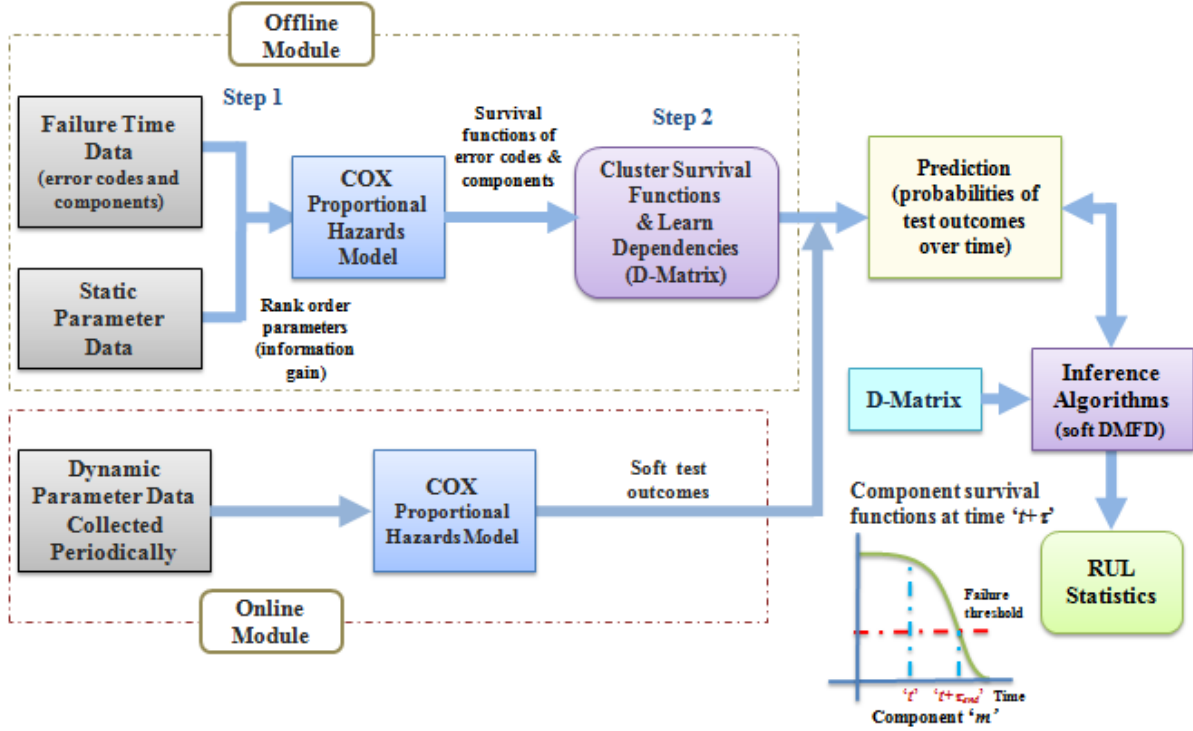 Offline
Module
Step 1
Failure Time
Data
(error codes and
components)
Static
Parameter
Data
Rank order
parameters
(information
gain)
COX
Proportional
Hazards
Model
Survival
functions of
error codes &
components
Step 2
Cluster Survival
Functions
& Learn
Dependencies
(D-Matrix)
Prediction
(probabilities of
test outcomes
over time)
D-Matrix
Inference
Algorithms
(soft DMFD)
RUL
Statistics
Dynamic
Parameter Data
Collected
Periodically
COX
Proportional
Hazards Model
Soft test
outcomes
Online
Module
Component survival
functions at time ‘t+τ’
Failure
threshold
‘t’ ‘t+τend’ Time
Component ‘m’